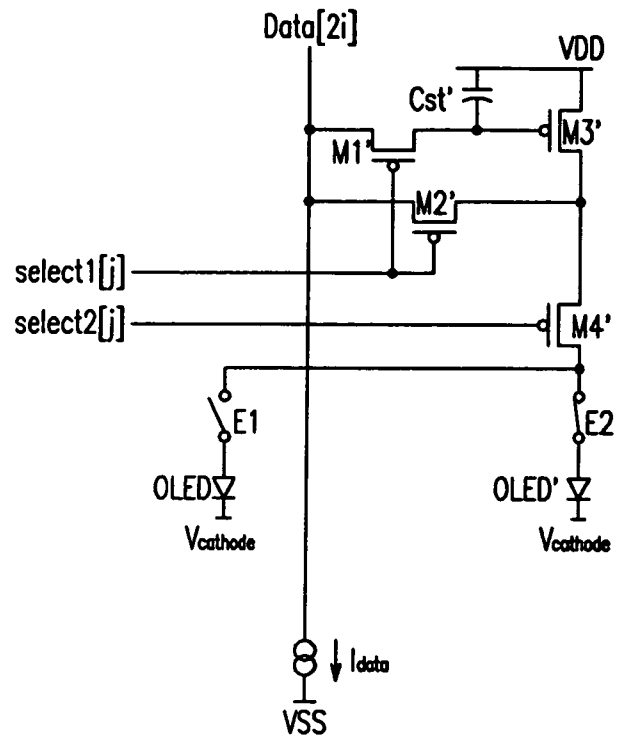 Data[2i]
VDD
Cst'
M3'
M1'
M2'
select1[j]
select2[j]
M4'
E1
E2
OLED
OLED'
Vcathode
Vcathode
Idata
VSS